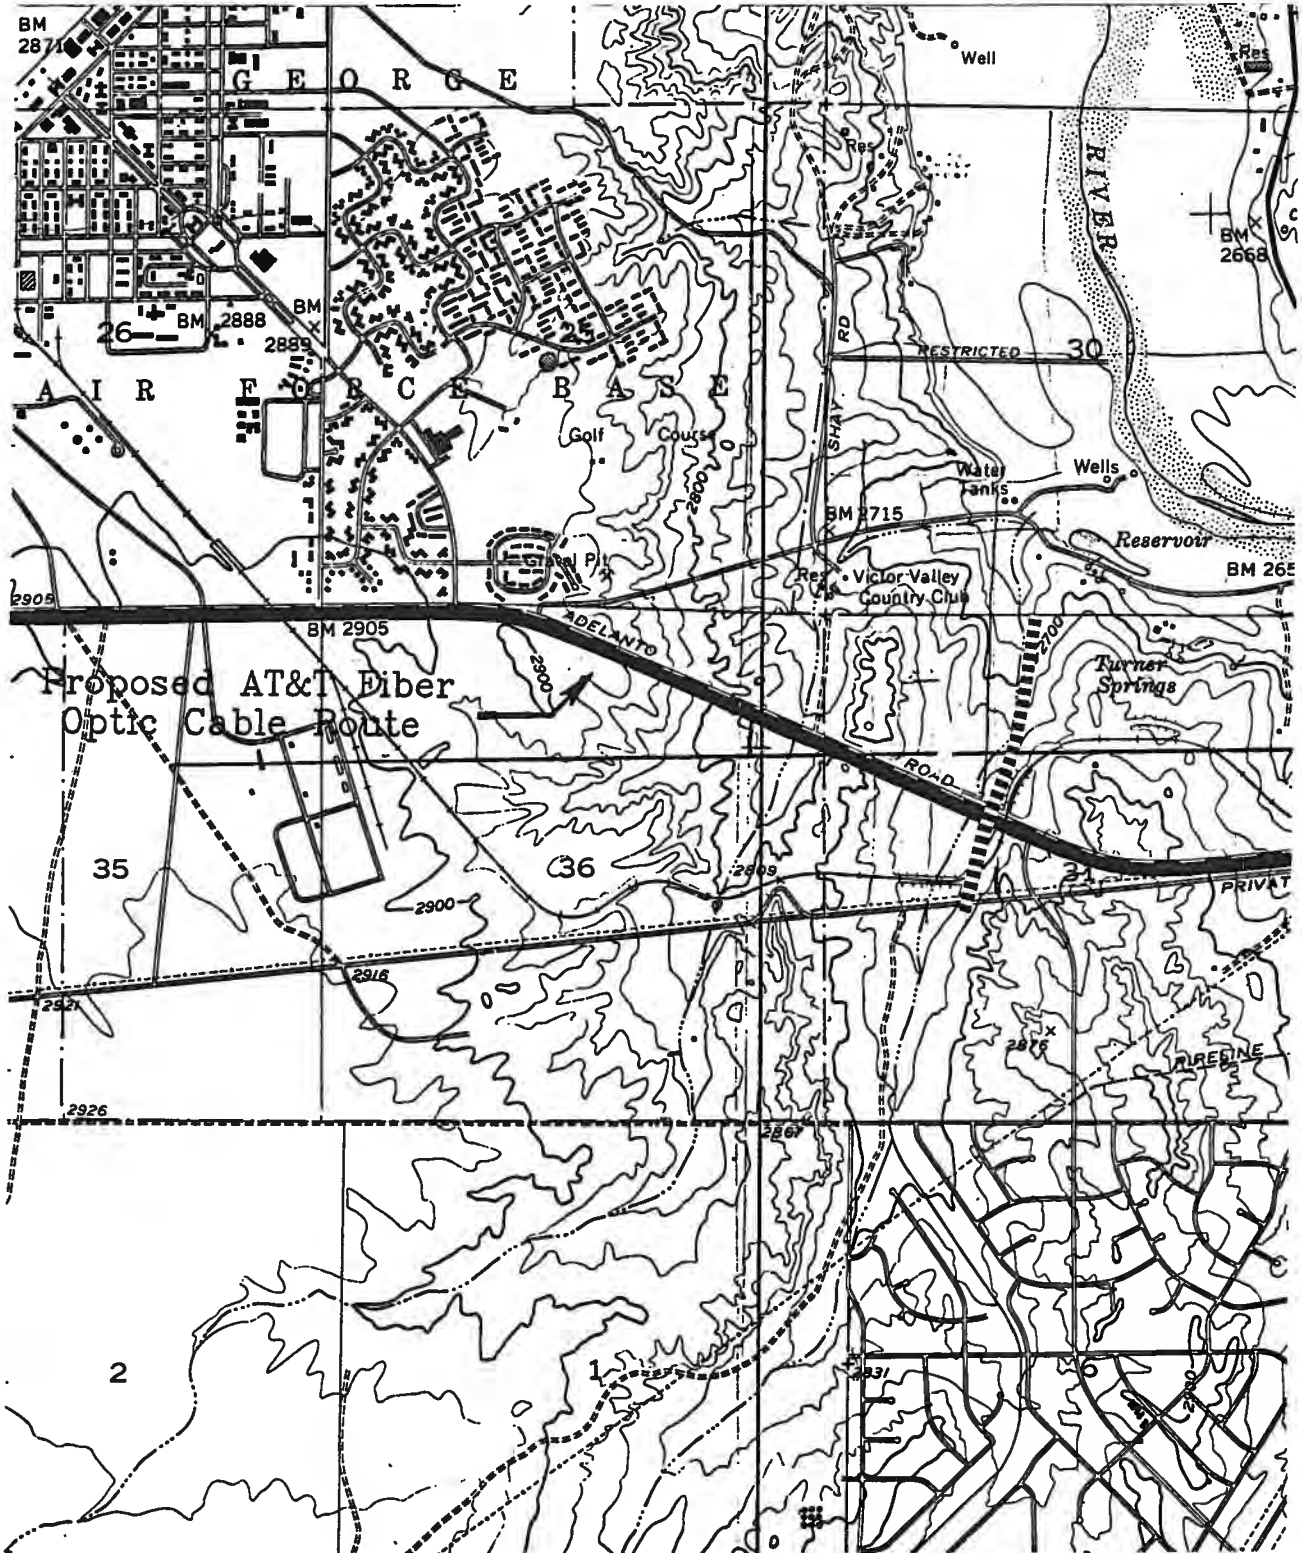 BM
2871
GEORGE
Well
Res
Res
RIVER
BM
2668
26
BM 2888
BM
2889
25
RD
RESTRICTED
30
AIR FORCE BASE
SHAY
Golf Course
2800
Water
Tanks
Wells
BM 2715
Reservoir
Gravel Pit
Res
Victor Valley
Country Club
BM 265
2905
BM 2905
ADELANTO
2700
Proposed AT&T Fiber
Optic Cable Route
2900
Turner
Springs
ROAD
35
36
2809
31
PRIVAT
2900
2916
2921
2876
PIPELINE
2926
2867
2
1
2831
6
2900